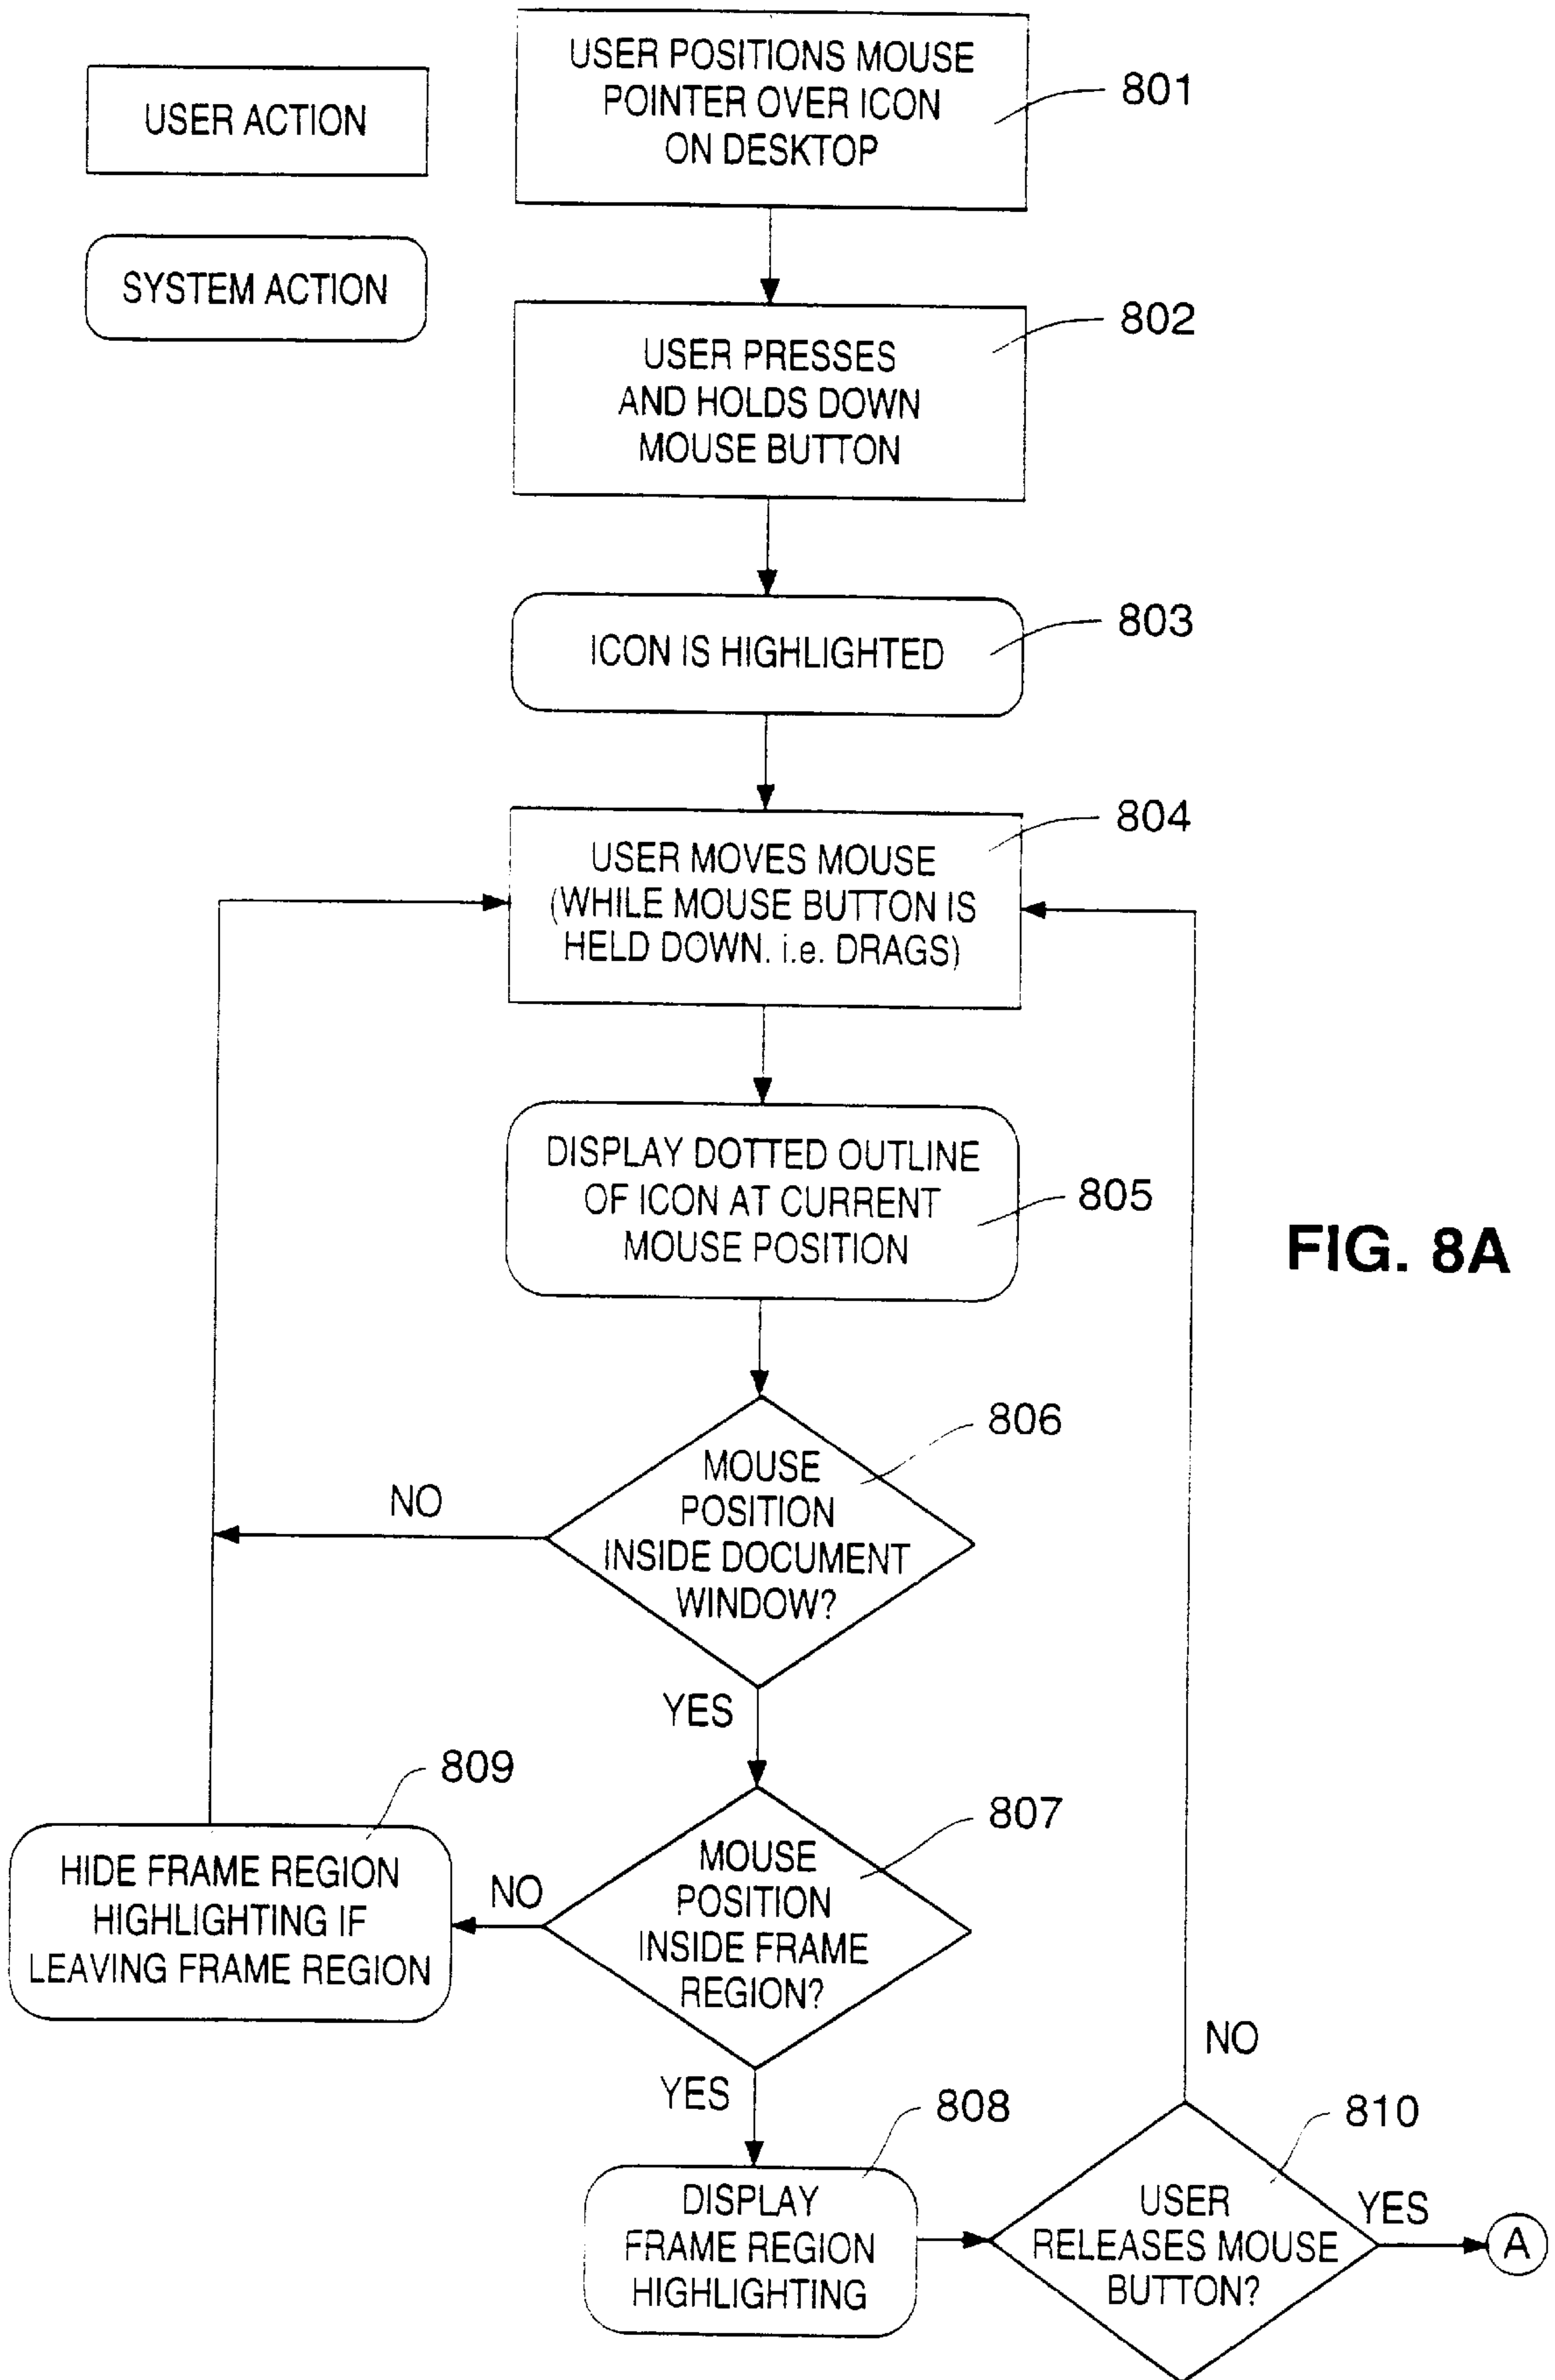 USER ACTION
SYSTEM ACTION
USER POSITIONS MOUSE
POINTER OVER ICON
ON DESKTOP
801
USER PRESSES
AND HOLDS DOWN
MOUSE BUTTON
802
ICON IS HIGHLIGHTED
803
USER MOVES MOUSE
(WHILE MOUSE BUTTON IS
HELD DOWN. i.e. DRAGS)
804
DISPLAY DOTTED OUTLINE
OF ICON AT CURRENT
MOUSE POSITION
805
FIG. 8A
MOUSE
POSITION
INSIDE DOCUMENT
WINDOW?
806
NO
YES
MOUSE
POSITION
INSIDE FRAME
REGION?
807
NO
809
HIDE FRAME REGION
HIGHLIGHTING IF
LEAVING FRAME REGION
YES
DISPLAY
FRAME REGION
HIGHLIGHTING
808
NO
810
USER
RELEASES MOUSE
BUTTON?
YES
A